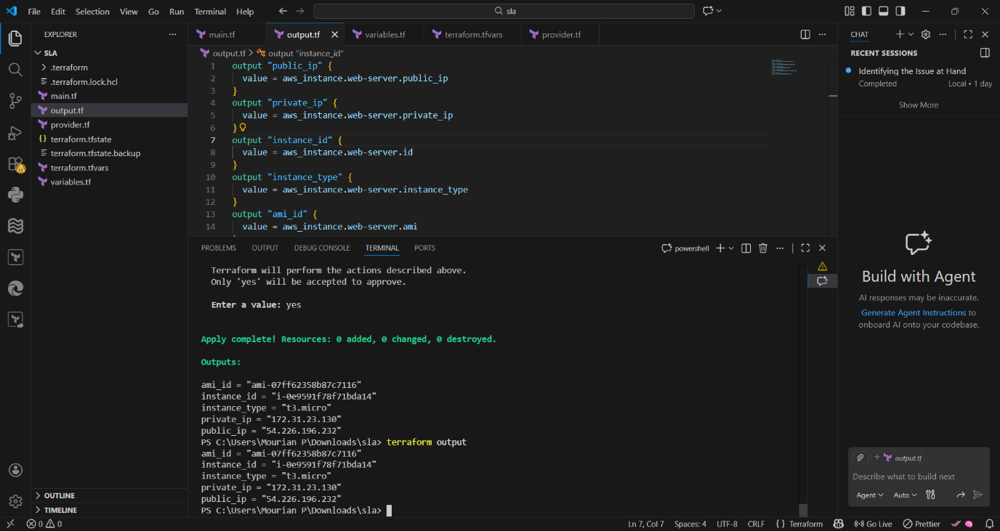 File Edit Selection View Go Run Terminal Help
sla
EXPLORER
SLA
.terraform
.terraform.lock.hcl
main.tf
output.tf
provider.tf
terraform.tfstate
terraform.tfstate.backup
terraform.tfvars
variables.tf
OUTLINE
TIMELINE
main.tf output.tf variables.tf terraform.tfvars provider.tf
output.tf > output "instance_id"
1 output "public_ip" {
2 value = aws_instance.web-server.public_ip
3 }
4 output "private_ip" {
5 value = aws_instance.web-server.private_ip
6 }
7 output "instance_id" {
8 value = aws_instance.web-server.id
9 }
10 output "instance_type" {
11 value = aws_instance.web-server.instance_type
12 }
13 output "ami_id" {
14 value = aws_instance.web-server.ami
PROBLEMS OUTPUT DEBUG CONSOLE TERMINAL PORTS
powershell
Terraform will perform the actions described above.
Only 'yes' will be accepted to approve.
Enter a value: yes
Apply complete! Resources: 0 added, 0 changed, 0 destroyed.
Outputs:
ami_id = "ami-07ff62358b87c7116"
instance_id = "i-0e9591f78f71bda14"
instance_type = "t3.micro"
private_ip = "172.31.23.130"
public_ip = "54.226.196.232"
PS C:\Users\Mourian P\Downloads\sla> terraform output
ami_id = "ami-07ff62358b87c7116"
instance_id = "i-0e9591f78f71bda14"
instance_type = "t3.micro"
private_ip = "172.31.23.130"
public_ip = "54.226.196.232"
PS C:\Users\Mourian P\Downloads\sla>
CHAT
RECENT SESSIONS
Identifying the Issue at Hand
Completed Local • 1 day
Show More
Build with Agent
AI responses may be inaccurate.
Generate Agent Instructions to
onboard AI onto your codebase.
output.tf
Describe what to build next
Agent Auto
0 0
Ln 7, Col 7 Spaces: 4 UTF-8 CRLF { } Terraform Go Live Prettier